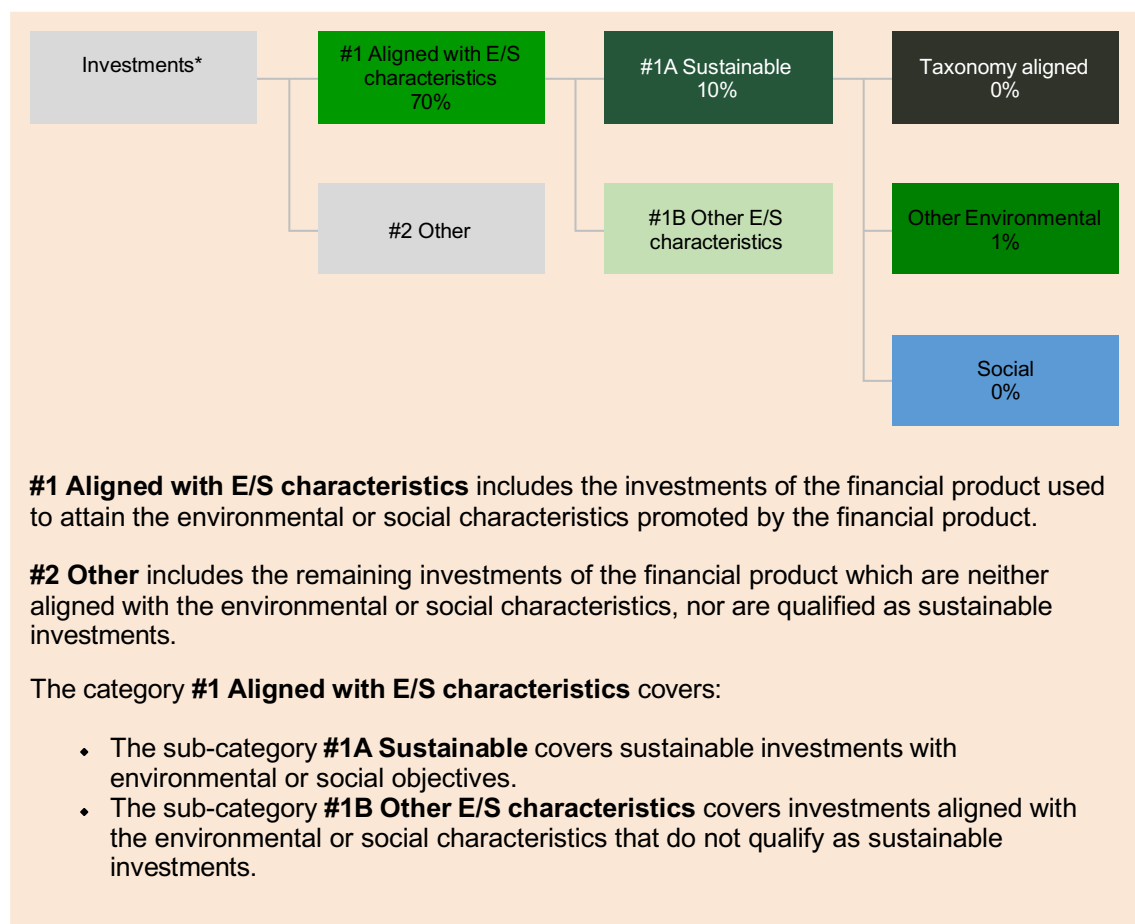 Investments*
#1 Aligned with E/S
characteristics
70%
#1A Sustainable
10%
Taxonomy aligned
0%
#2 Other
#1B Other E/S
characteristics
Other Environmental
1%
Social
0%
#1 Aligned with E/S characteristics includes the investments of the financial product used
to attain the environmental or social characteristics promoted by the financial product.
#2 Other includes the remaining investments of the financial product which are neither
aligned with the environmental or social characteristics, nor are qualified as sustainable
investments.
The category #1 Aligned with E/S characteristics covers:
• The sub-category #1A Sustainable covers sustainable investments with
environmental or social objectives.
• The sub-category #1B Other E/S characteristics covers investments aligned with
the environmental or social characteristics that do not qualify as sustainable
investments.